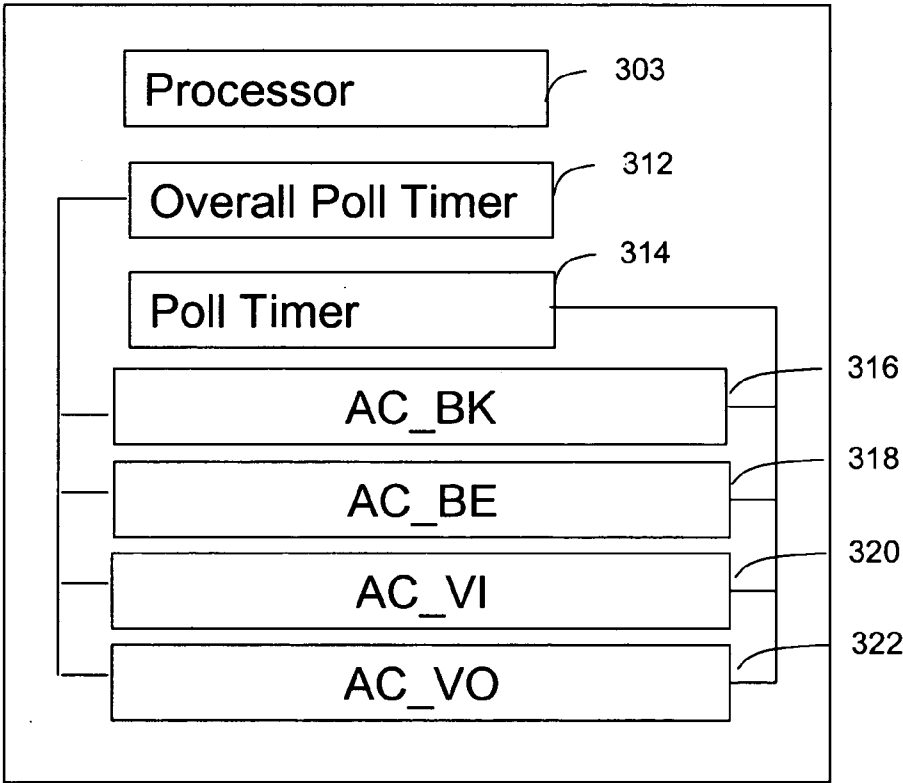 Processor 303
Overall Poll Timer 312
Poll Timer 314
AC_BK 316
AC_BE 318
AC_VI 320
AC_VO 322